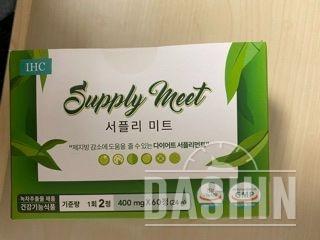 IHC
Supply Meet
서플리 미트
"체지방 감소에 도움을 줄 수 있는 다이어트 서플리먼트"
녹차추출물 제품
건강기능식품
기준량 1회 2정 400 mg X 60정
GMP
DASHIN